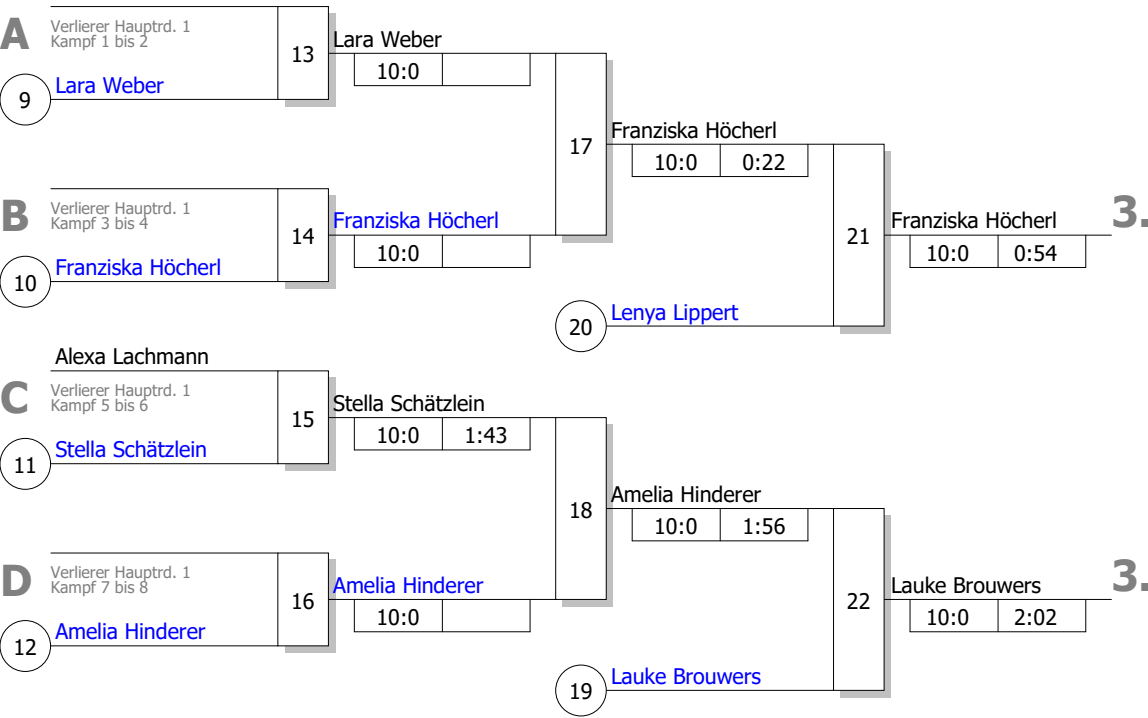 A
Verlierer Hauptrd. 1
Kampf 1 bis 2
13
Lara Weber
10:0
9
Lara Weber
17
Franziska Höcherl
10:0 0:22
B
Verlierer Hauptrd. 1
Kampf 3 bis 4
14
Franziska Höcherl
10:0
10
Franziska Höcherl
21
Franziska Höcherl
10:0 0:54
3.
20
Lenya Lippert
Alexa Lachmann
C
Verlierer Hauptrd. 1
Kampf 5 bis 6
15
Stella Schätzlein
10:0 1:43
11
Stella Schätzlein
18
Amelia Hinderer
10:0 1:56
D
Verlierer Hauptrd. 1
Kampf 7 bis 8
16
Amelia Hinderer
10:0
12
Amelia Hinderer
22
Lauke Brouwers
10:0 2:02
3.
19
Lauke Brouwers